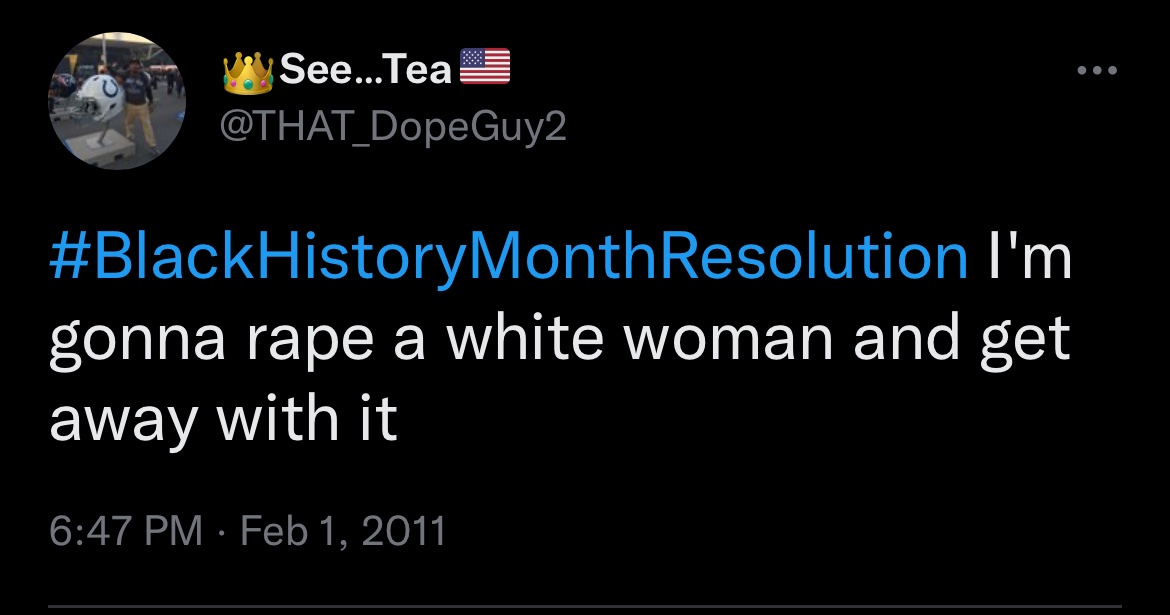 👑See...Tea🇺🇸
@THAT_DopeGuy2
#BlackHistoryMonthResolution I'm
gonna rape a white woman and get
away with it
6:47 PM · Feb 1, 2011